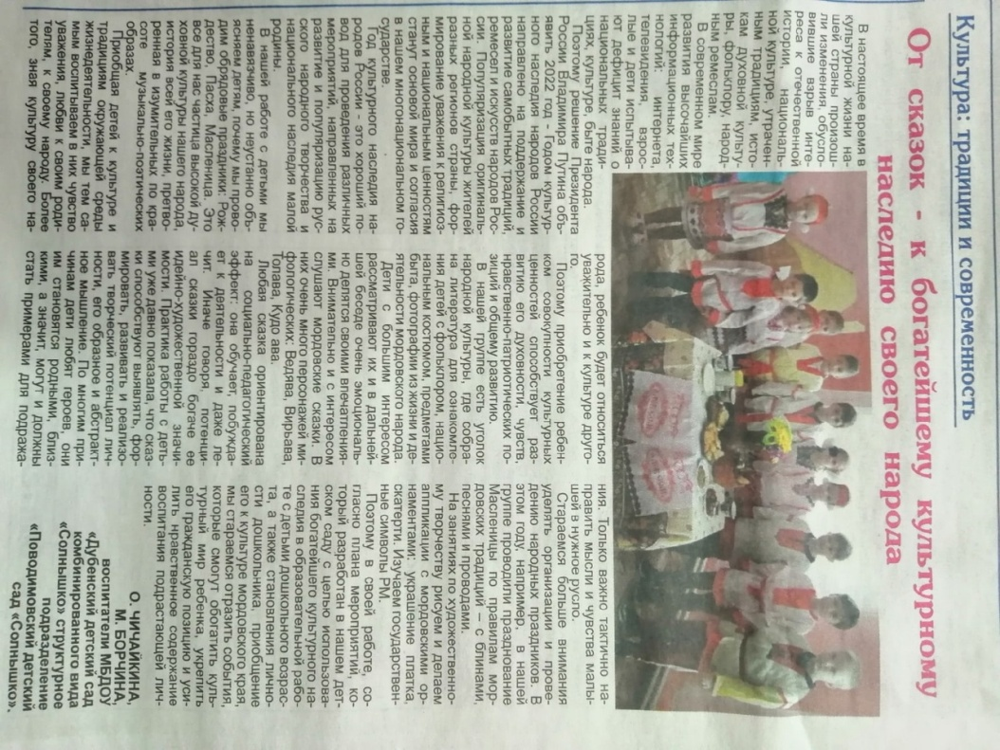 Культура: традиции и современность
От сказок - к богатейшему культурному
наследию своего народа
В настоящее время в
культурной жизни на-
шей страны произош-
ли изменения, обусло-
вившие взрыв инте-
реса к отечественной
истории, националь-
ной культуре, утрачен-
ным традициям, исто-
кам духовной культу-
ры, фольклору, народ-
ным ремеслам.
В современном мире
развития высочайших
информационных тех-
нологий: интернета,
телевидения, взрос-
лые и дети испытыва-
ют дефицит знаний о
национальных тради-
циях, культуре, быте народа.
Поэтому решение Президента
России Владимира Путина объ-
явить 2022 год - Годом культур-
ного наследия народов России
направлено на поддержание и
развитие самобытных традиций,
ремесел и искусств народов Рос-
сии. Популяризация оригиналь-
ной народной культуры жителей
разных регионов страны, фор-
мирование уважения к религиоз-
ным и национальным ценностям
станут основой мира и согласия
в нашем многонациональном го-
сударстве.
Год культурного наследия на-
родов России - это хороший по-
вод для проведения различных
мероприятий, направленных на
развитие и популяризацию рус-
ского народного творчества и
национального наследия малой
родины.
В нашей работе с детьми мы
ненавязчиво, но неустанно объ-
ясняем детям, почему мы прово-
дим обрядовые праздники: Рож-
дество, Пасха, Масленица. Это
все для нас частица высокой ду-
ховной культуры нашего народа,
история всей его жизни, претво-
ренная в изумительных по кра-
соте музыкально-поэтических
образах.
Приобщая детей к культуре и
традициям окружающей среды
жизнедеятельности, мы тем са-
мым воспитываем в них чувство
уважения, любви к своим роди-
телям, к своему народу. Более
того, зная культуру своего на-
рода, ребенок будет относиться
уважительно и к культуре друго-
го.
Поэтому приобретение ребен-
ком совокупности культурных
ценностей способствует раз-
витию его духовности, чувств,
нравственно-патриотических по-
зиций и общему развитию.
В нашей группе есть уголок
народной культуры, где собра-
на литература для ознакомле-
ния детей с фольклором, нацио-
нальным костюмом, предметами
быта, фотографии из жизни и де-
ятельности мордовского народа.
Дети с большим интересом
рассматривают их и в дальней-
шей беседе очень эмоциональ-
но делятся своими впечатления-
ми. Внимательно и с интересом
слушают мордовские сказки. В
них очень много персонажей ми-
фологических: Ведява, Вирьява,
Толава, Кудо ава.
Любая сказка ориентирована
на социально-педагогический
эффект: она обучает, побужда-
ет к деятельности и даже ле-
чит. Иначе говоря, потенци-
ал сказки гораздо богаче ее
идейно-художественной значи-
мости. Практика работы с деть-
ми уже давно показала, что сказ-
ки способствуют выявлять, фор-
мировать, развивать и реализо-
вать творческий потенциал лич-
ности, его образное и абстракт-
ное мышление. По многим при-
чинам дети любят героев, они
им становятся родными, близ-
кими, а значит, могут и должны
стать примерами для подража-
ния. Только важно тактично на-
править мысли и чувства малы-
шей в нужное русло.
Стараемся больше внимания
уделять организации и прове-
дению народных праздников. В
этом году, например, в нашей
группе проводили празднование
Масленицы по правилам мор-
довских традиций – с блинами,
песнями и проводами.
На занятиях по художественно-
му творчеству рисуем и делаем
аппликации с мордовскими ор-
наментами: украшение платка,
скатерти. Изучаем государствен-
ные символы РМ.
Поэтому в своей работе, со-
гласно плана мероприятий, ко-
торый разработан в нашем дет-
ском саду с целью использова-
ния богатейшего культурного на-
следия в образовательной рабо-
те с детьми дошкольного возрас-
та, а также становления лично-
сти дошкольника, приобщение
его к культуре мордовского края,
мы стараемся отразить события,
которые смогут обогатить куль-
турный мир ребенка, укрепить
его гражданскую позицию и уси-
лить нравственное содержание
воспитания подрастающей лич-
ности.
О. ЧИЧАЙКИНА,
М. БОРЧИНА,
воспитатели МБДОУ
«Дубенский детский сад
комбинированного вида
«Солнышко» структурное
подразделение
«Поводимовский детский
сад «Солнышко».